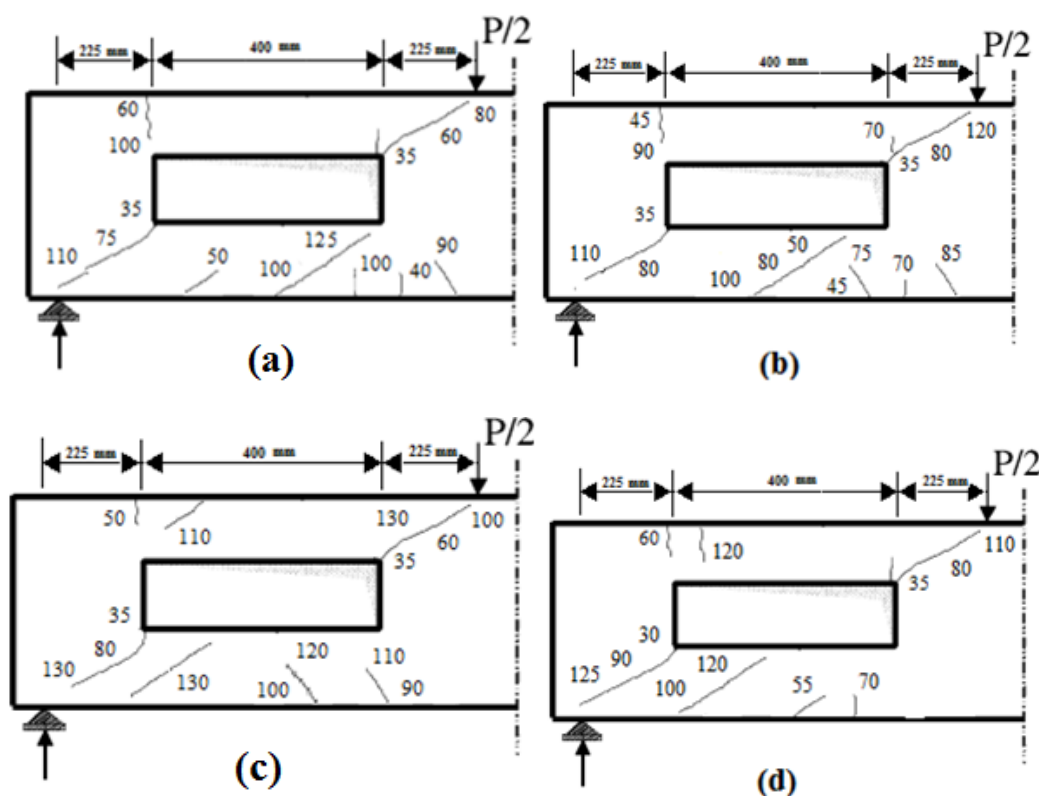 225 mm 400 mm 225 mm P/2
60 80
100 60
35
35
75 125 90
110 50 100 100 40
(a)
225 mm 400 mm 225 mm P/2
45 70 120
90 35 80
35
50 75 85
110 80 80 70
100 45
(b)
225 mm 400 mm 225 mm P/2
50 130 100
110 60
35
35
80 120 110
130 130 100 90
(c)
225 mm 400 mm 225 mm P/2
60 120 110
35 80
30
90 120
125 100 55 70
(d)